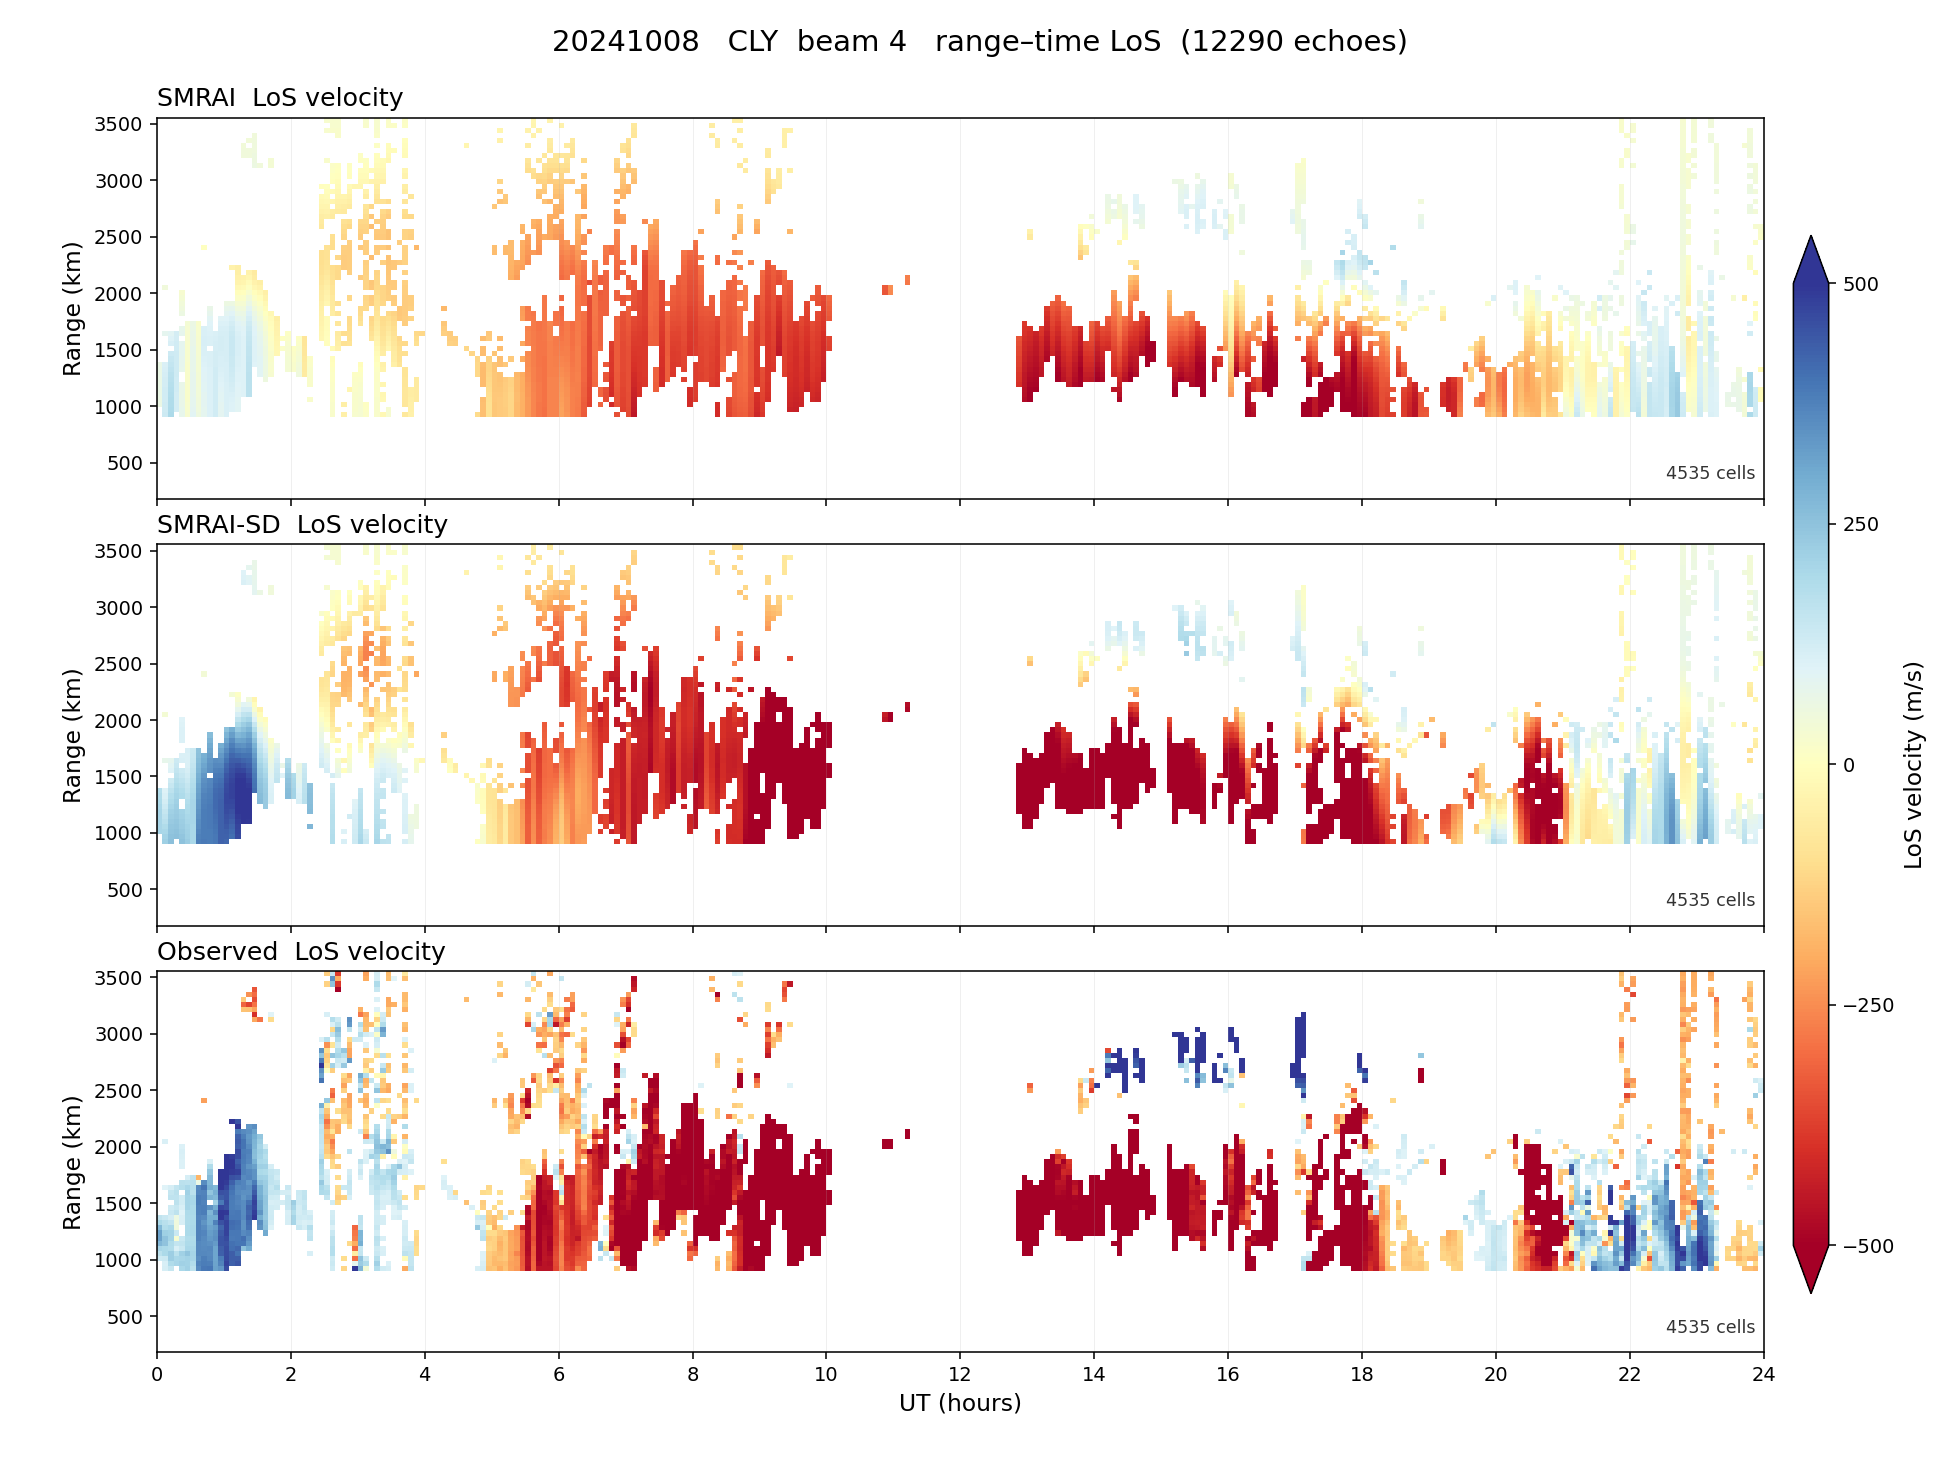 20241008   CLY  beam 4   range–time LoS  (12290 echoes)
SMRAI  LoS velocity
3500
3000
2500
2000
1500
1000
500
Range (km)
4535 cells
SMRAI-SD  LoS velocity
3500
3000
2500
2000
1500
1000
500
Range (km)
4535 cells
Observed  LoS velocity
3500
3000
2500
2000
1500
1000
500
Range (km)
4535 cells
0 2 4 6 8 10 12 14 16 18 20 22 24
UT (hours)
500
250
0
−250
−500
LoS velocity (m/s)